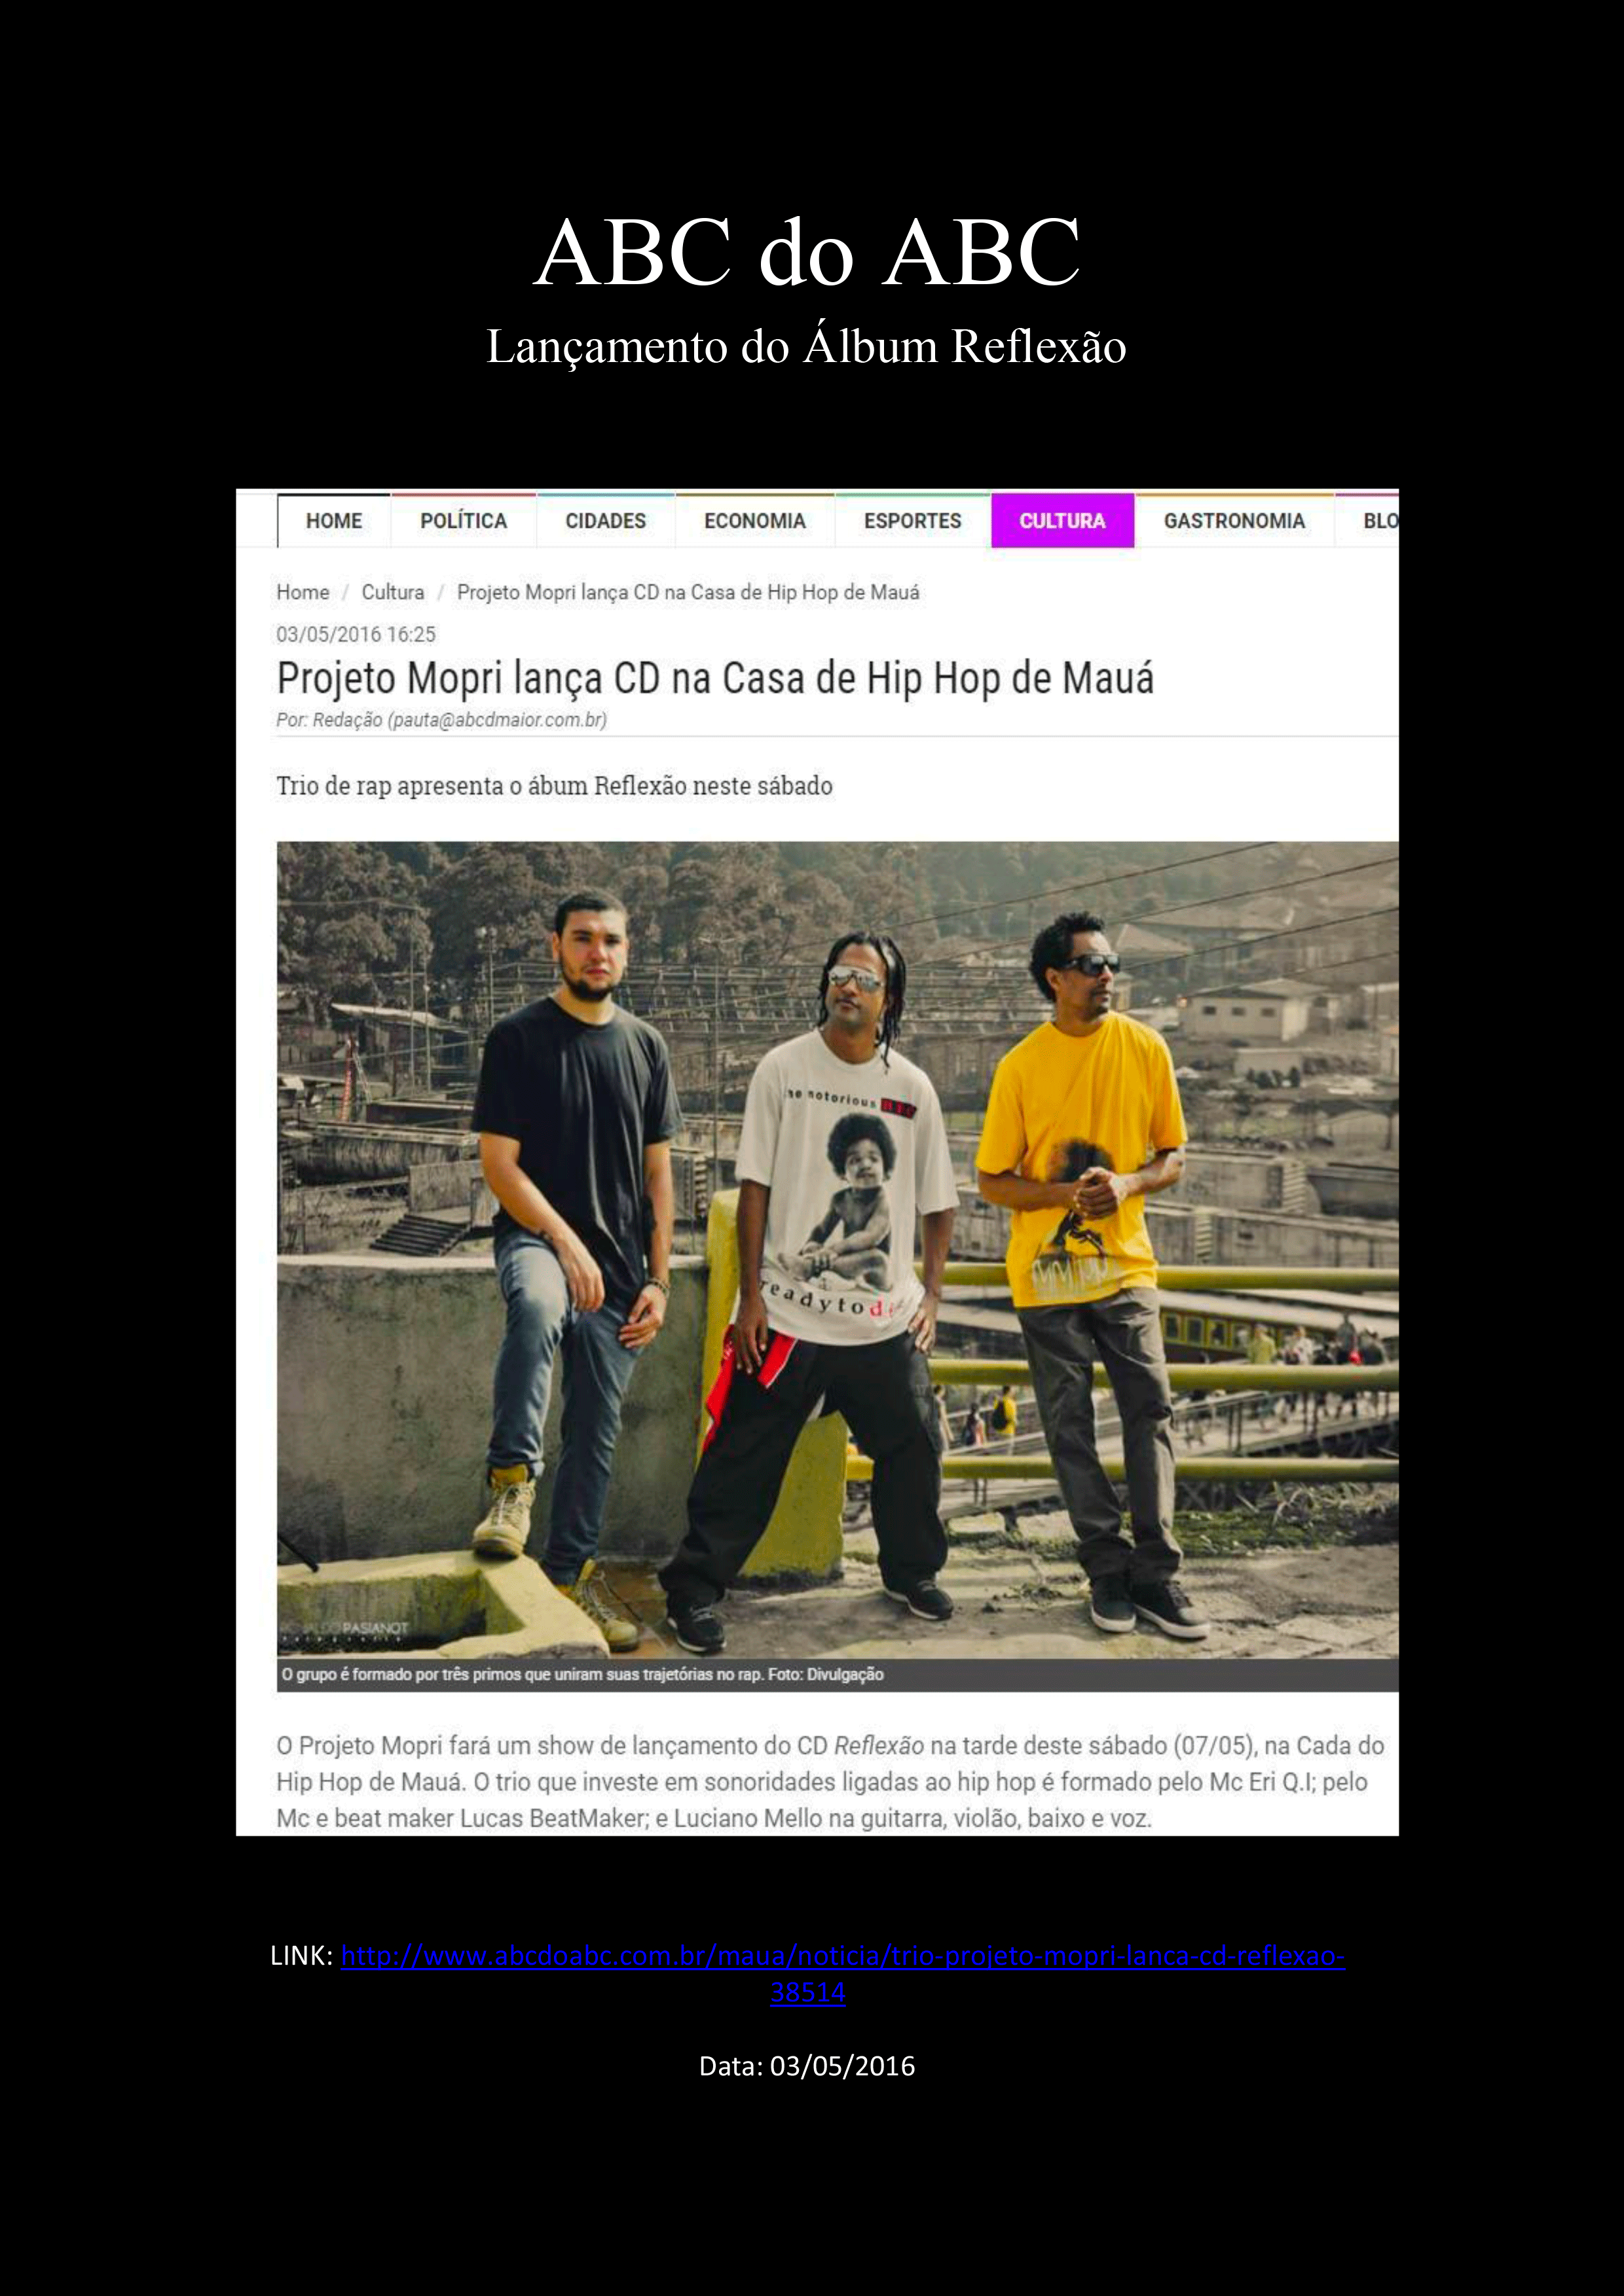 ABC do ABC
Lançamento do Álbum Reflexão
HOME POLÍTICA CIDADES ECONOMIA ESPORTES CULTURA GASTRONOMIA BLO
Home / Cultura / Projeto Mopri lança CD na Casa de Hip Hop de Mauá
03/05/2016 16:25
Projeto Mopri lança CD na Casa de Hip Hop de Mauá
Por: Redação (pauta@abcdmaior.com.br)
Trio de rap apresenta o ábum Reflexão neste sábado
he notorious BIG
readytodi
RONALDO PASIANOT
fotografia
O grupo é formado por três primos que uniram suas trajetórias no rap. Foto: Divulgação
O Projeto Mopri fará um show de lançamento do CD Reflexão na tarde deste sábado (07/05), na Cada do
Hip Hop de Mauá. O trio que investe em sonoridades ligadas ao hip hop é formado pelo Mc Eri Q.I; pelo
Mc e beat maker Lucas BeatMaker; e Luciano Mello na guitarra, violão, baixo e voz.
LINK: http://www.abcdoabc.com.br/maua/noticia/trio-projeto-mopri-lanca-cd-reflexao-
38514
Data: 03/05/2016